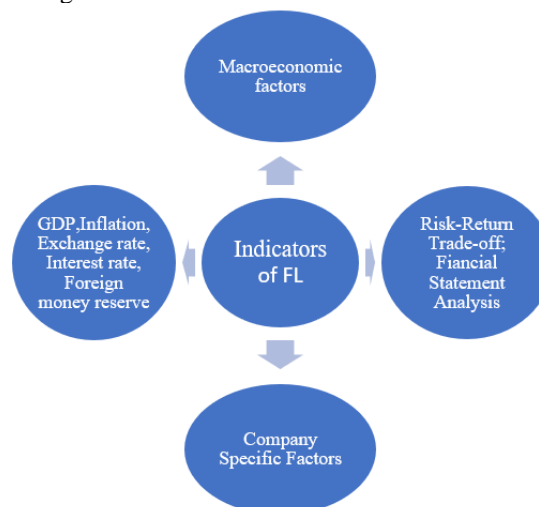 Macroeconomic
factors
GDP,Inflation,
Exchange rate,
Interest rate,
Foreign
money reserve
Indicators
of FL
Risk-Return
Trade-off;
Fiancial
Statement
Analysis
Company
Specific Factors